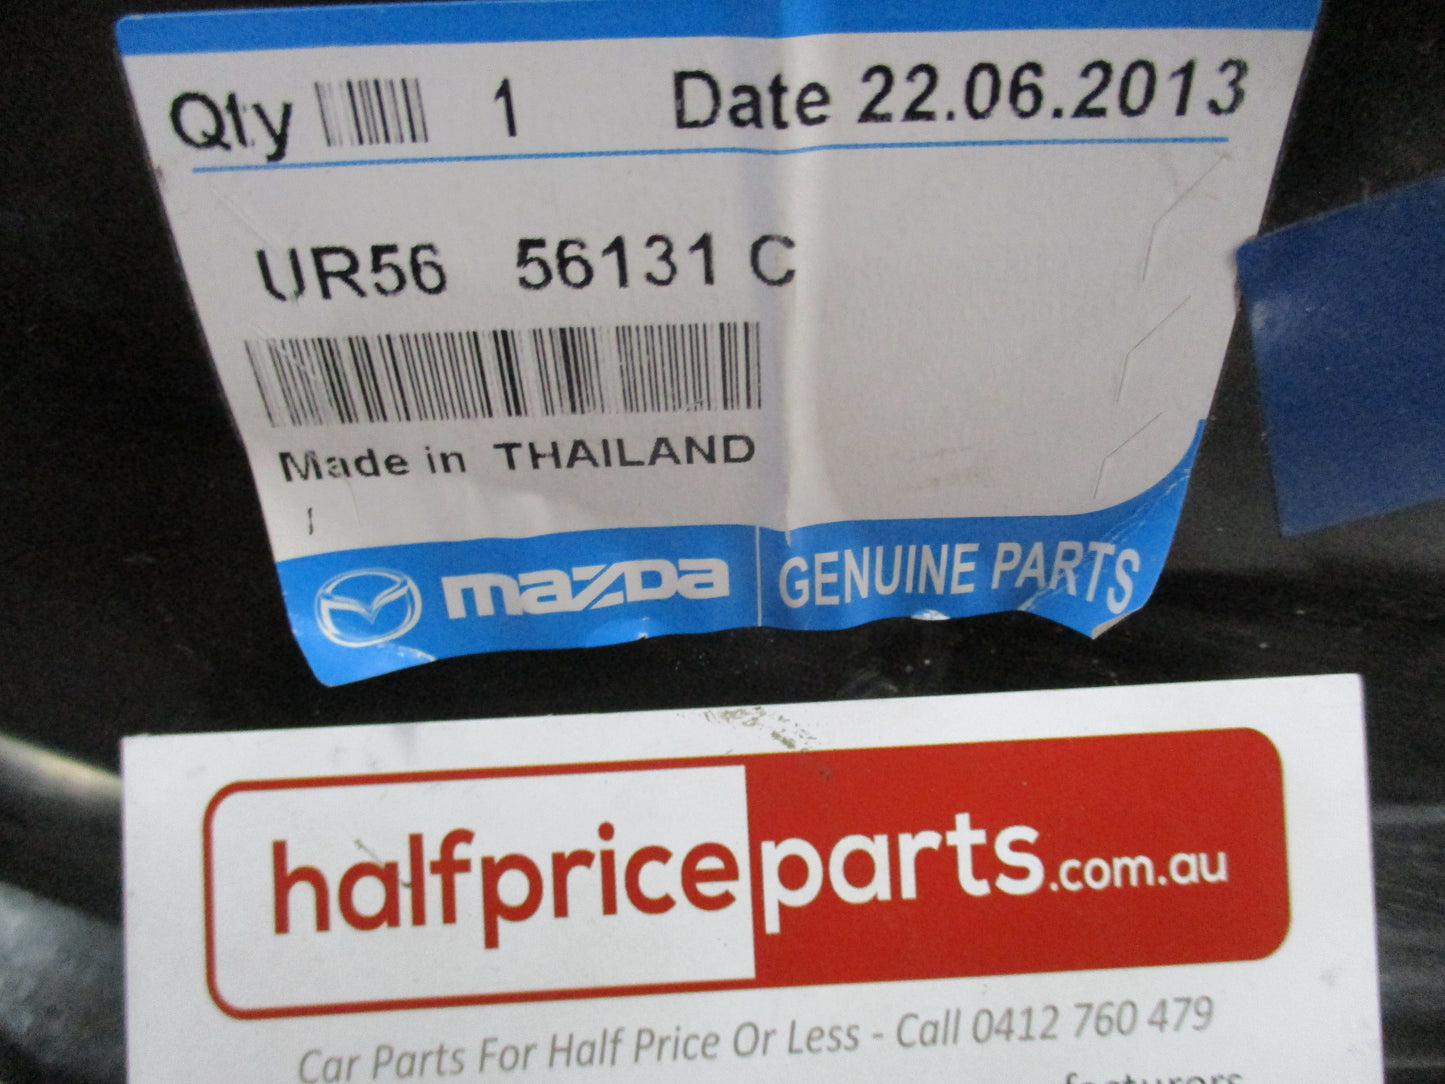 Qty 1 Date 22.06.2013
UR56 56131 C
Made in THAILAND
mazda GENUINE PARTS
halfpriceparts.com.au
Car Parts For Half Price Or Less - Call 0412 760 479